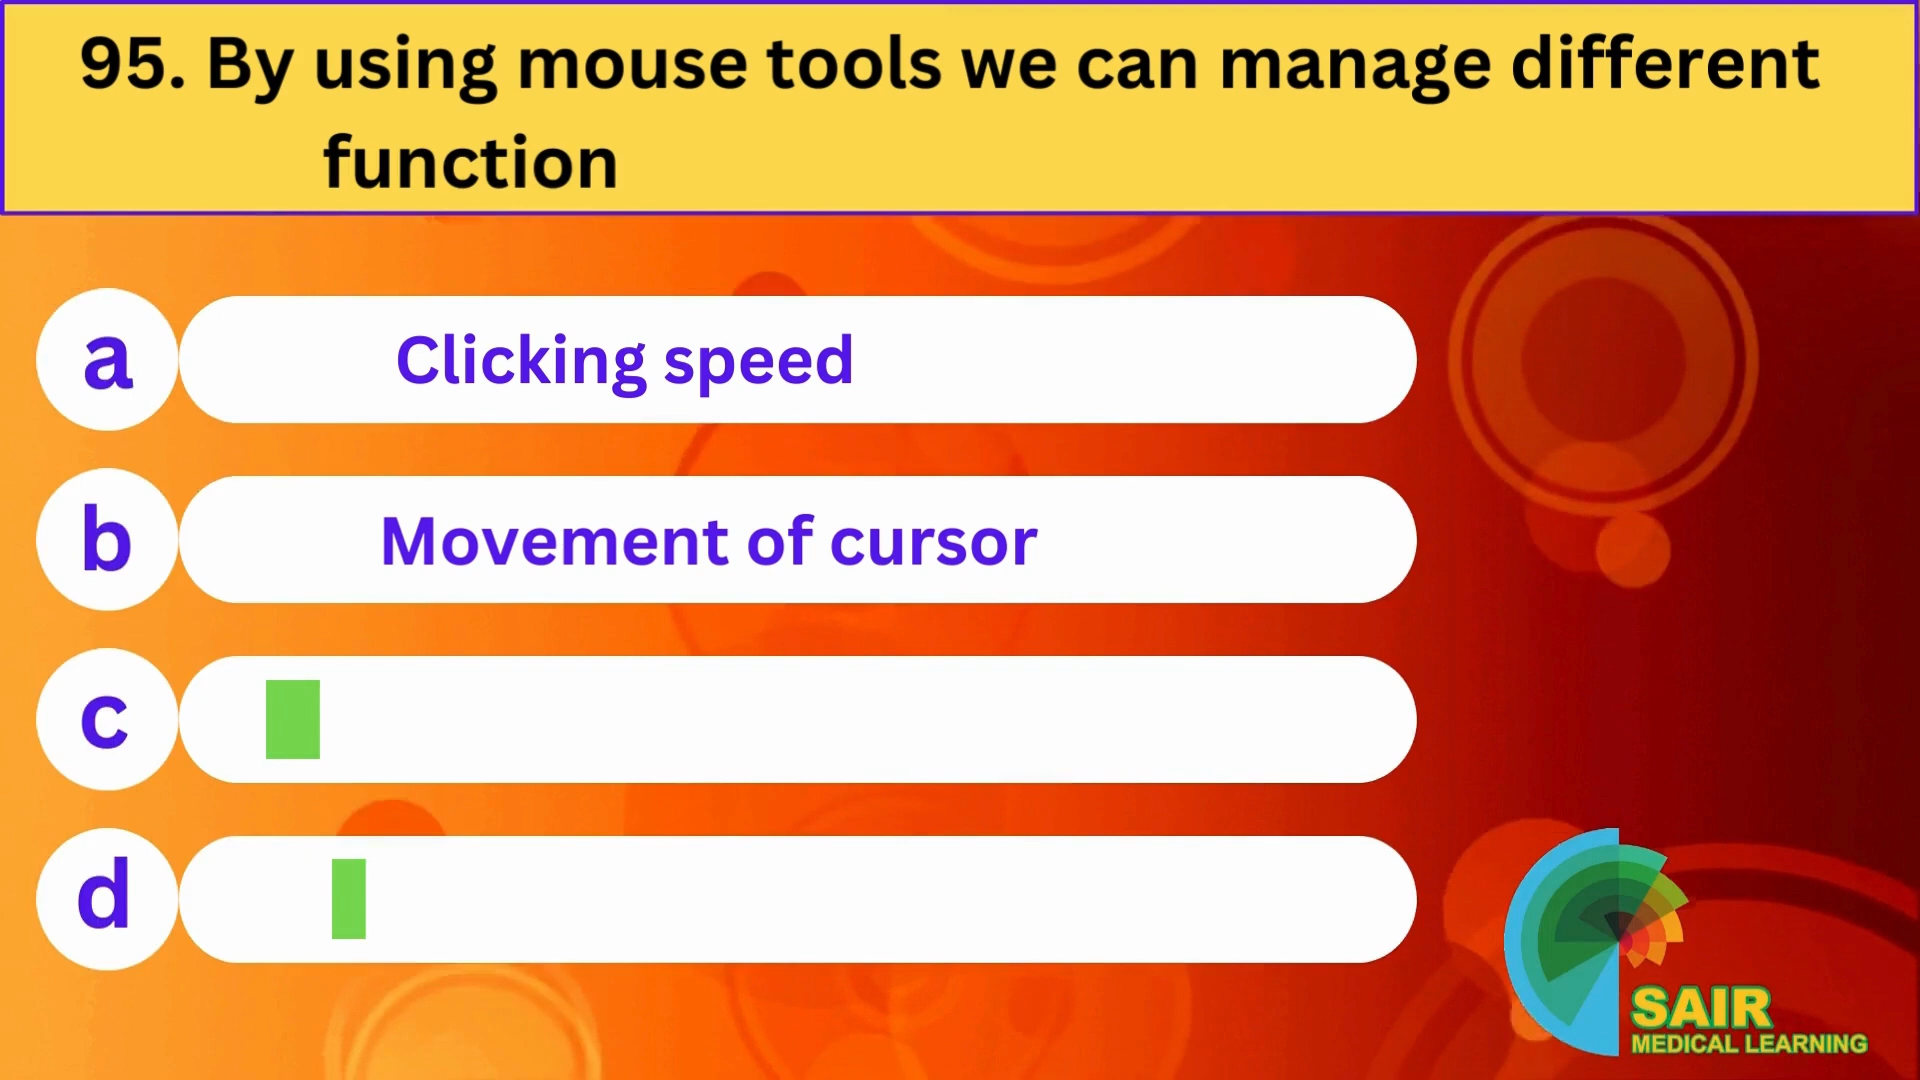 95. By using mouse tools we can manage different
function
a Clicking speed
b Movement of cursor
c
d
SAIR
MEDICAL LEARNING